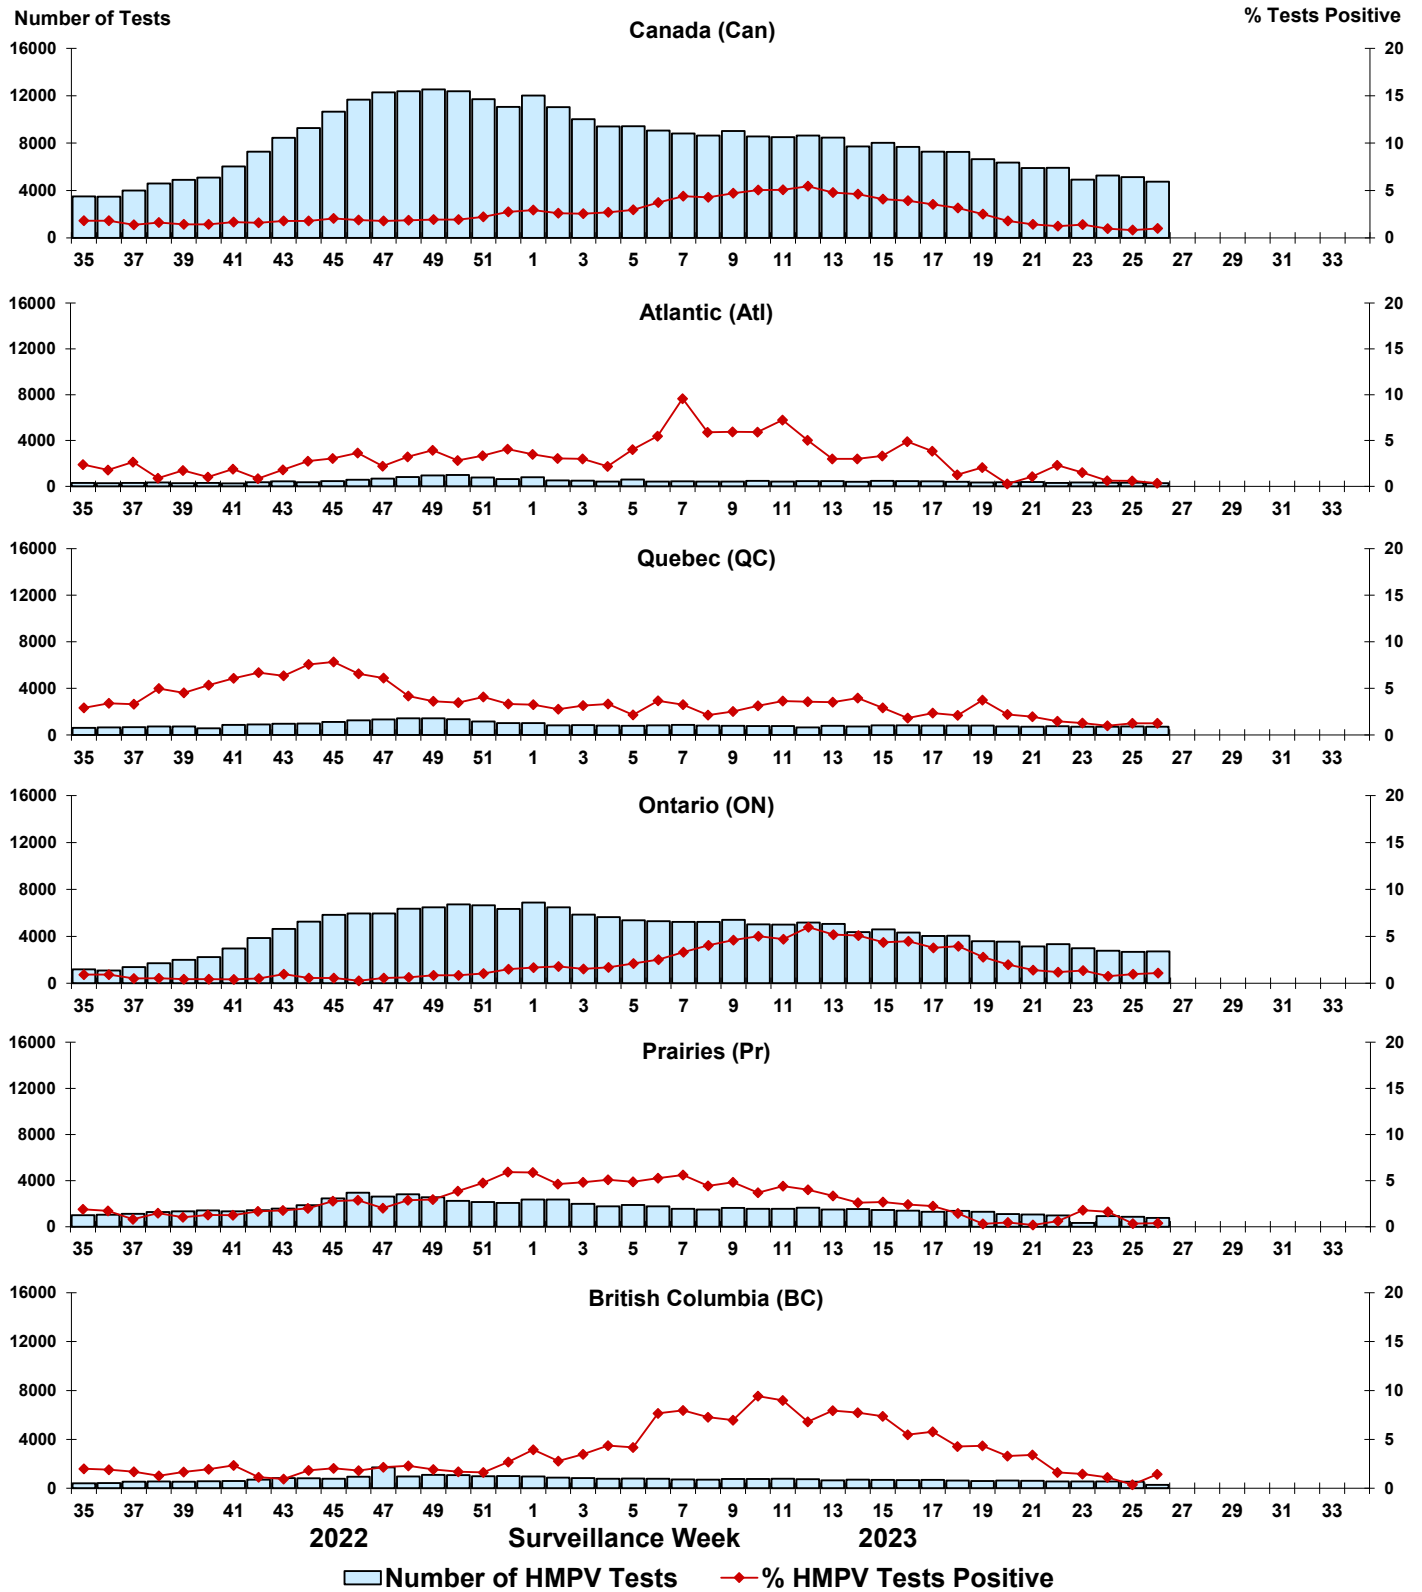 Number of Tests
% Tests Positive
Canada (Can)
16000 20
12000 15
8000 10
4000 5
0 0
35 37 39 41 43 45 47 49 51 1 3 5 7 9 11 13 15 17 19 21 23 25 27 29 31 33
Atlantic (Atl)
16000 20
12000 15
8000 10
4000 5
0 0
35 37 39 41 43 45 47 49 51 1 3 5 7 9 11 13 15 17 19 21 23 25 27 29 31 33
Quebec (QC)
16000 20
12000 15
8000 10
4000 5
0 0
35 37 39 41 43 45 47 49 51 1 3 5 7 9 11 13 15 17 19 21 23 25 27 29 31 33
Ontario (ON)
16000 20
12000 15
8000 10
4000 5
0 0
35 37 39 41 43 45 47 49 51 1 3 5 7 9 11 13 15 17 19 21 23 25 27 29 31 33
Prairies (Pr)
16000 20
12000 15
8000 10
4000 5
0 0
35 37 39 41 43 45 47 49 51 1 3 5 7 9 11 13 15 17 19 21 23 25 27 29 31 33
British Columbia (BC)
16000 20
12000 15
8000 10
4000 5
0 0
35 37 39 41 43 45 47 49 51 1 3 5 7 9 11 13 15 17 19 21 23 25 27 29 31 33
2022 Surveillance Week 2023
Number of HMPV Tests % HMPV Tests Positive